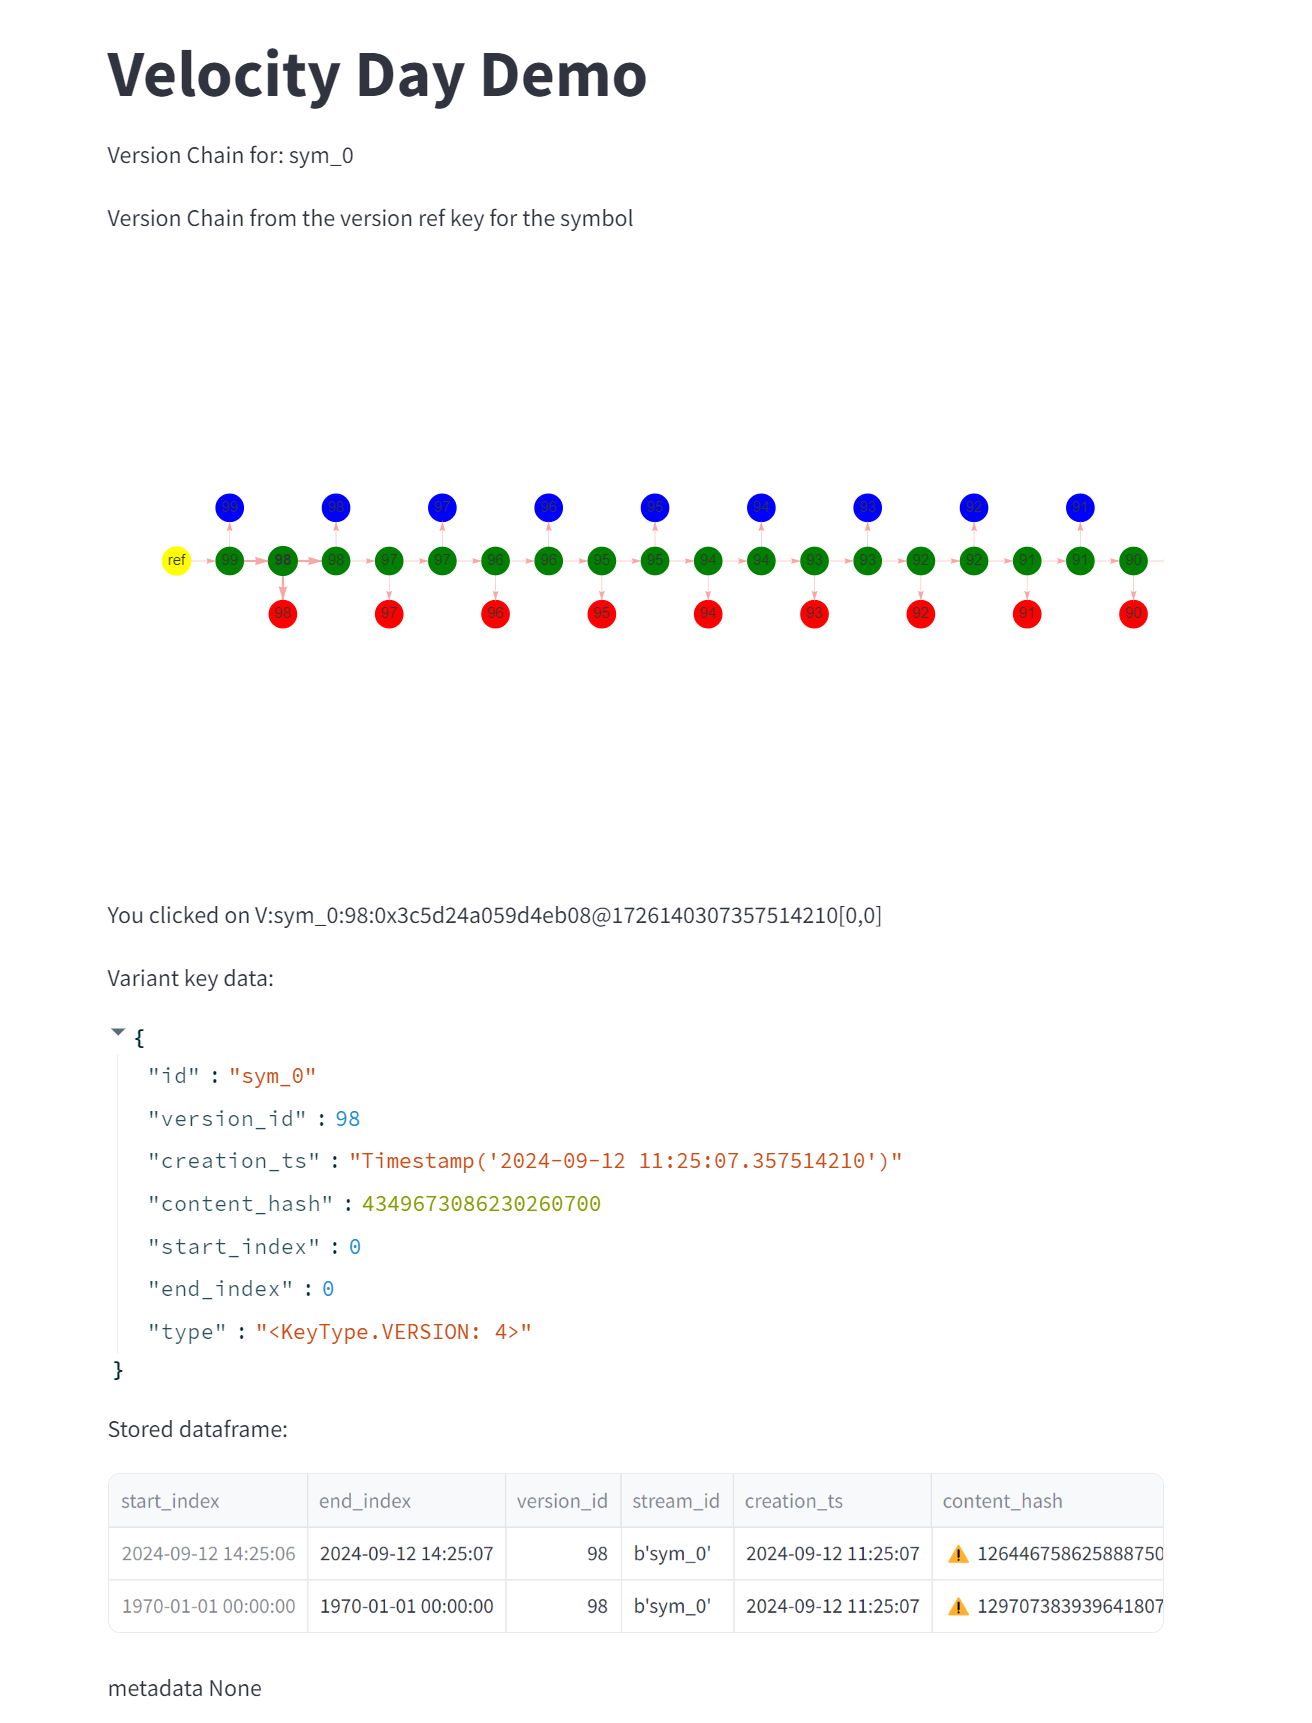 Velocity Day Demo
Version Chain for: sym_0
Version Chain from the version ref key for the symbol
99 98 97 96 95 94 93 92 91
ref 99 98 98 97 97 96 96 95 95 94 94 93 93 92 92 91 91 90
98 97 96 95 94 93 92 91 90
You clicked on V:sym_0:98:0x3c5d24a059d4eb08@1726140307357514210[0,0]
Variant key data:
{
"id" : "sym_0"
"version_id" : 98
"creation_ts" : "Timestamp('2024-09-12 11:25:07.357514210')"
"content_hash" : 4349673086230260700
"start_index" : 0
"end_index" : 0
"type" : "<KeyType.VERSION: 4>"
}
Stored dataframe:
start_index end_index version_id stream_id creation_ts content_hash
2024-09-12 14:25:06 2024-09-12 14:25:07 98 b'sym_0' 2024-09-12 11:25:07 126446758625888750
1970-01-01 00:00:00 1970-01-01 00:00:00 98 b'sym_0' 2024-09-12 11:25:07 129707383939641807
metadata None